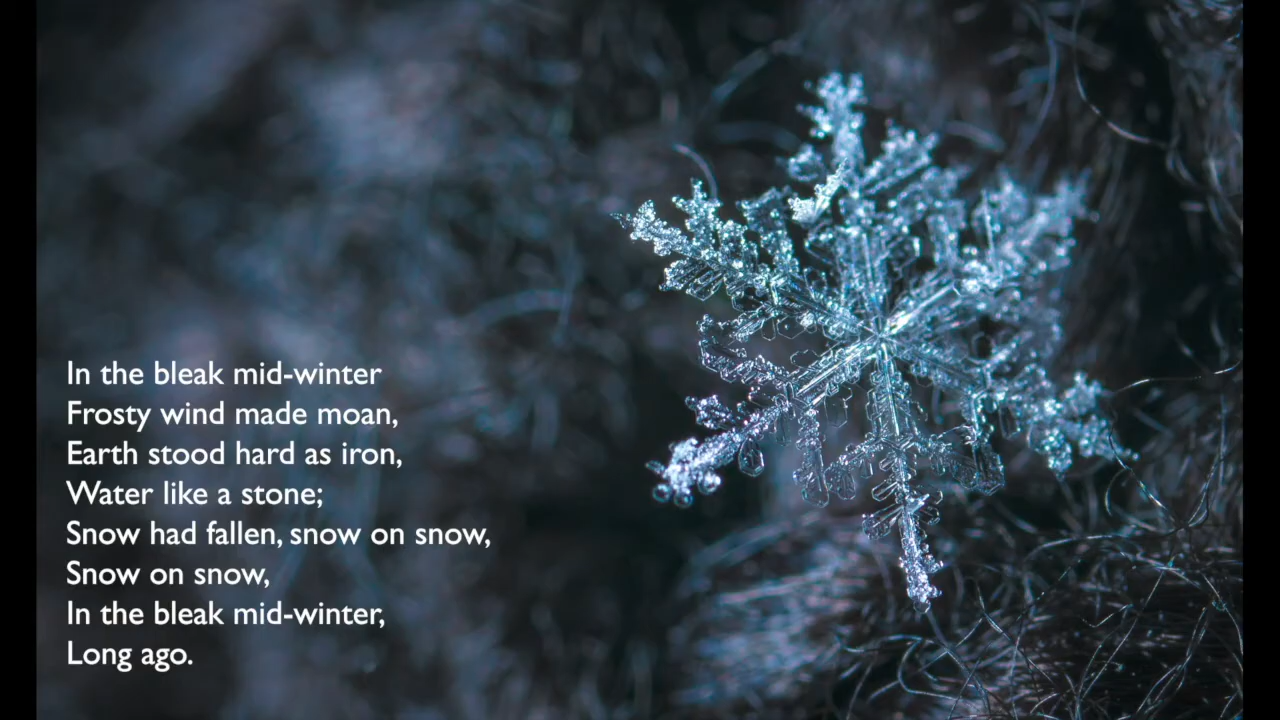 In the bleak mid-winter
Frosty wind made moan,
Earth stood hard as iron,
Water like a stone;
Snow had fallen, snow on snow,
Snow on snow,
In the bleak mid-winter,
Long ago.